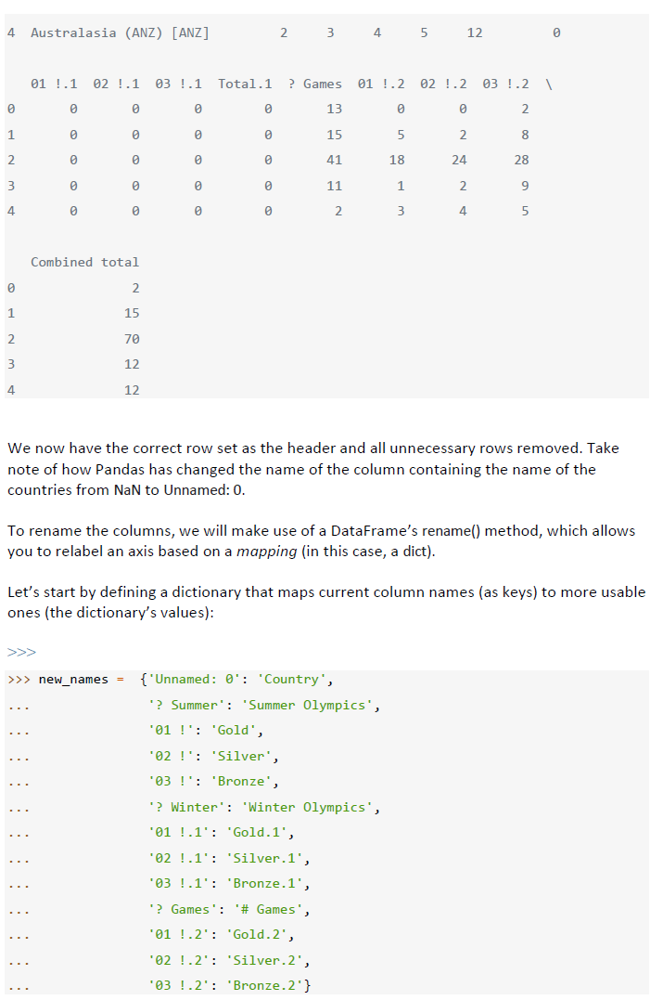 4  Australasia (ANZ) [ANZ]         2     3     4     5     12         0
   01 !.1  02 !.1  03 !.1  Total.1  ? Games  01 !.2  02 !.2  03 !.2  \
0       0       0       0        0       13       0       0       2
1       0       0       0        0       15       5       2       8
2       0       0       0        0       41      18      24      28
3       0       0       0        0       11       1       2       9
4       0       0       0        0        2       3       4       5
   Combined total
0               2
1              15
2              70
3              12
4              12
We now have the correct row set as the header and all unnecessary rows removed. Take
note of how Pandas has changed the name of the column containing the name of the
countries from NaN to Unnamed: 0.
To rename the columns, we will make use of a DataFrame’s rename() method, which allows
you to relabel an axis based on a mapping (in this case, a dict).
Let’s start by defining a dictionary that maps current column names (as keys) to more usable
ones (the dictionary’s values):
>>>
>>> new_names =  {'Unnamed: 0': 'Country',
...               '? Summer': 'Summer Olympics',
...               '01 !': 'Gold',
...               '02 !': 'Silver',
...               '03 !': 'Bronze',
...               '? Winter': 'Winter Olympics',
...               '01 !.1': 'Gold.1',
...               '02 !.1': 'Silver.1',
...               '03 !.1': 'Bronze.1',
...               '? Games': '# Games',
...               '01 !.2': 'Gold.2',
...               '02 !.2': 'Silver.2',
...               '03 !.2': 'Bronze.2'}